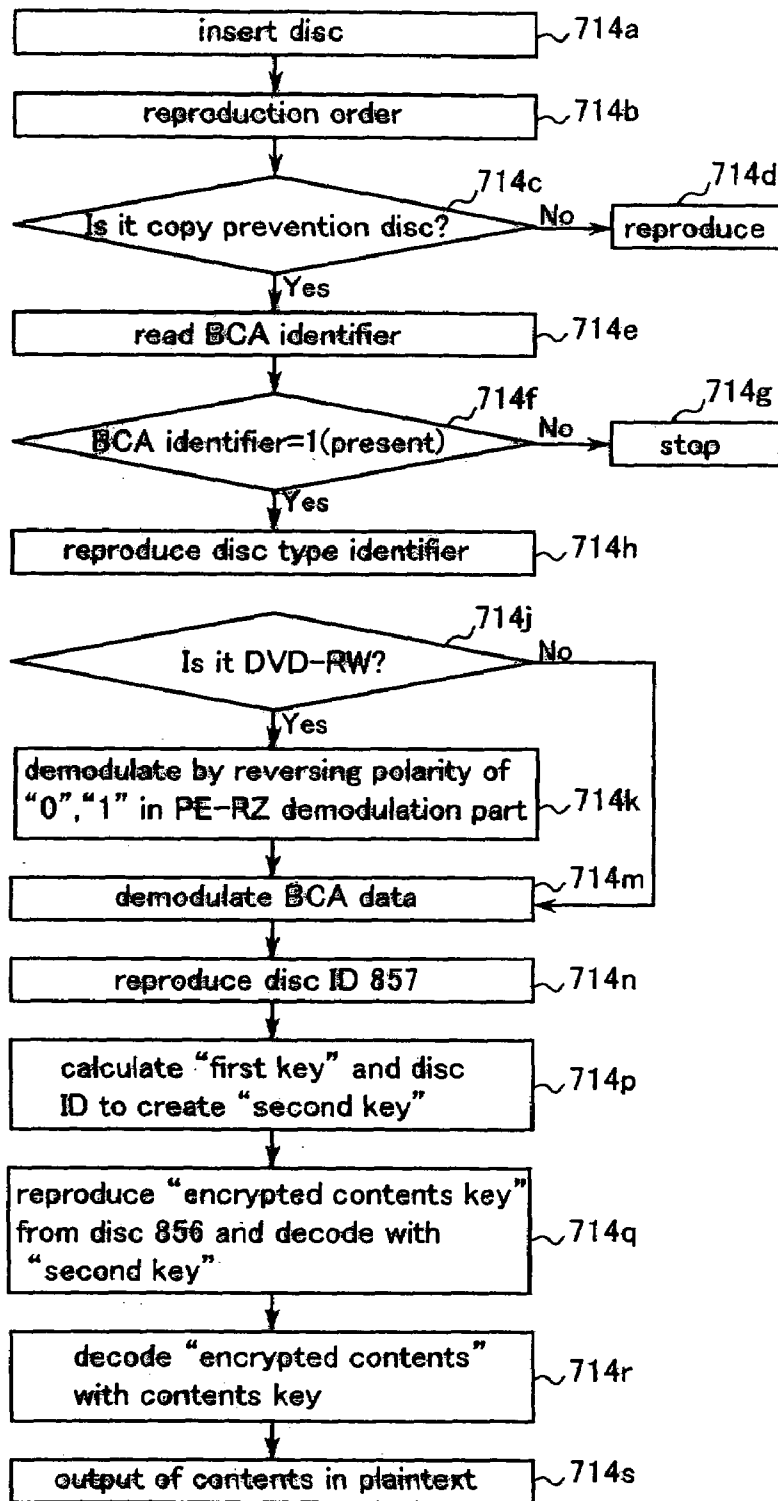 insert disc
714a
reproduction order
714b
714c
714d
Is it copy prevention disc?
No
reproduce
Yes
read BCA identifier
714e
714f
714g
BCA identifier=1(present)
No
stop
Yes
reproduce disc type identifier
714h
714j
Is it DVD-RW?
No
Yes
demodulate by reversing polarity of
“0”,“1” in PE-RZ demodulation part
714k
714m
demodulate BCA data
reproduce disc ID 857
714n
calculate “first key” and disc
ID to create “second key”
714p
reproduce “encrypted contents key”
from disc 856 and decode with
“second key”
714q
decode “encrypted contents”
with contents key
714r
output of contents in plaintext
714s